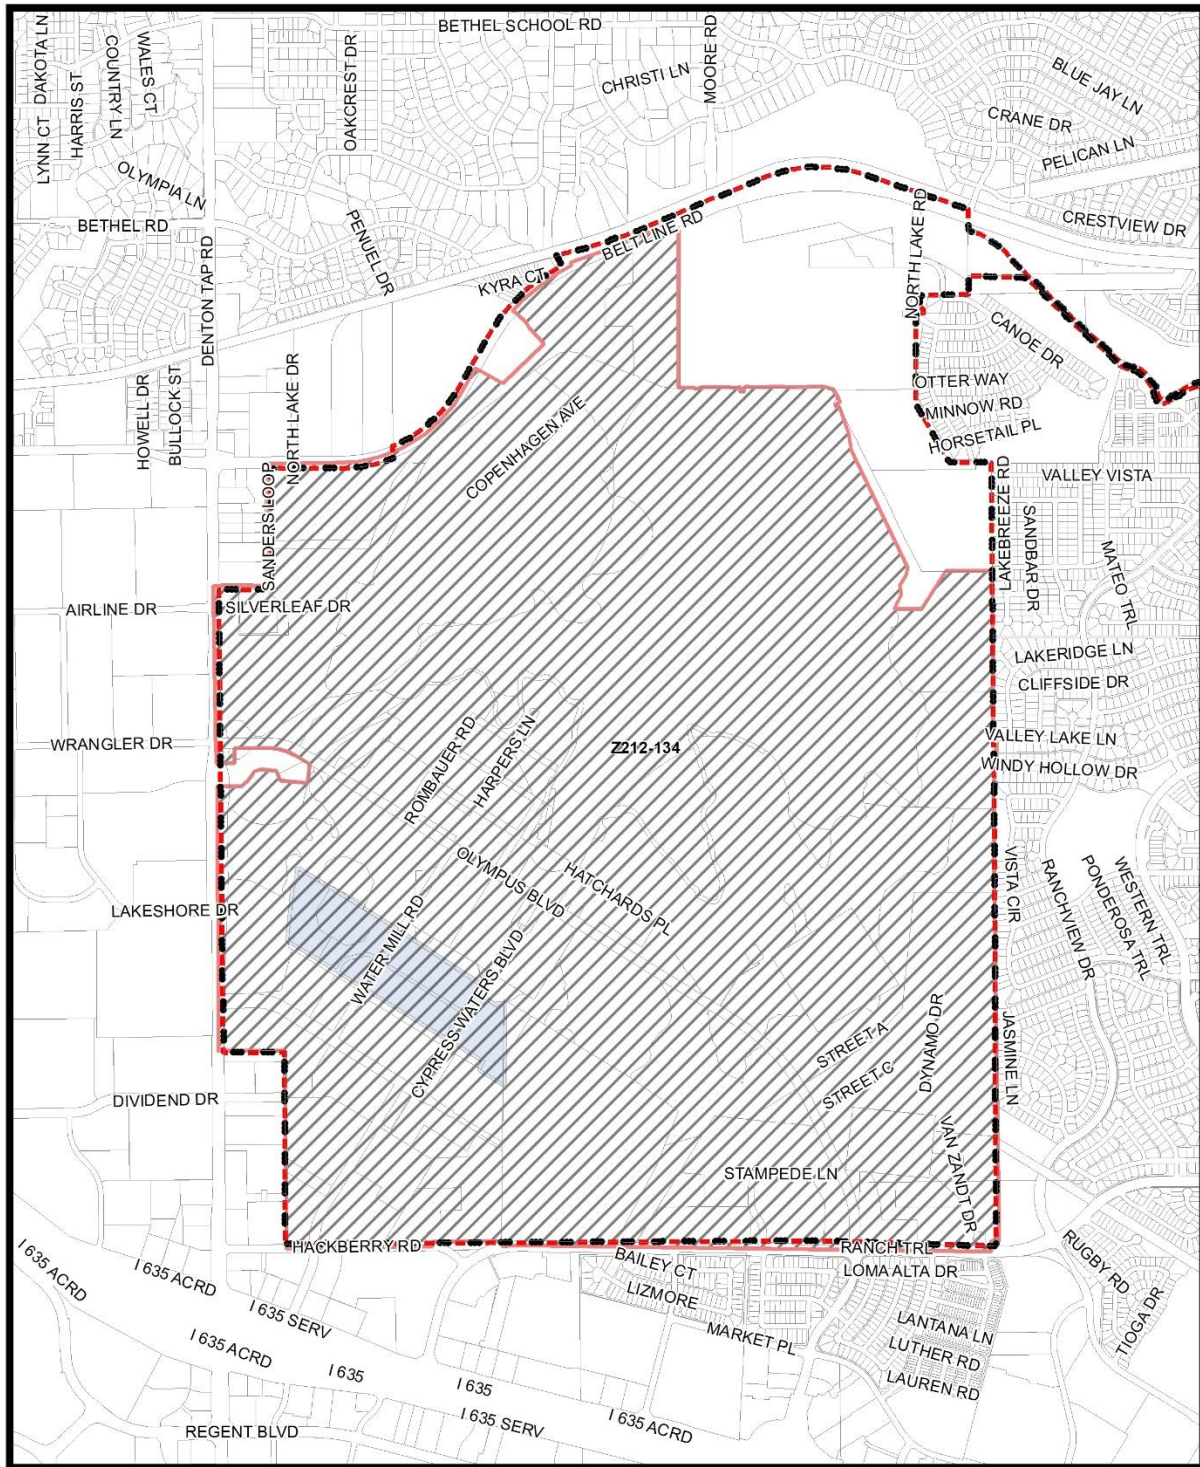 BETHEL SCHOOL RD
LYNN CT
DAKOTA LN
HARRIS ST
COUNTRY LN
WALES CT
OAKCREST DR
CHRISTI LN
MOORE RD
BLUE JAY LN
CRANE DR
PELICAN LN
OLYMPIA LN
BETHEL RD
PENUEL DR
DENTON TAP RD
BELT LINE RD
KYRA CT
NORTH LAKE RD
CRESTVIEW DR
CANOE DR
HOWELL DR
BULLOCK ST
NORTH LAKE DR
OTTER WAY
MINNOW RD
HORSETAIL PL
COPENHAGEN AVE
SANDERS LOOP
LAKEBREEZE RD
VALLEY VISTA
SANDBAR DR
MATEO TRL
AIRLINE DR
SILVERLEAF DR
LAKERIDGE LN
CLIFFSIDE DR
WRANGLER DR
ROMBAUER RD
HARPERS LN
Z212-134
VALLEY LAKE LN
WINDY HOLLOW DR
OLYMPUS BLVD
HATCHARDS PL
VISTA CIR
RANCHVIEW DR
PONDEROSA TRL
WESTERN TRL
LAKESHORE DR
WATER MILL RD
CYPRESS WATERS BLVD
STREET A
STREET C
DYNAMO DR
JASMINE LN
DIVIDEND DR
VAN ZANDT DR
STAMPEDE LN
HACKBERRY RD
RANCH TRL
BAILEY CT
LOMA ALTA DR
RUGBY RD
TIOGA DR
LIZMORE
LANTANA LN
MARKET PL
LUTHER RD
LAUREN RD
I 635 ACRD
I 635 ACRD
I 635 SERV
I 635 ACRD
I 635
I 635
I 635 SERV
I 635 ACRD
REGENT BLVD